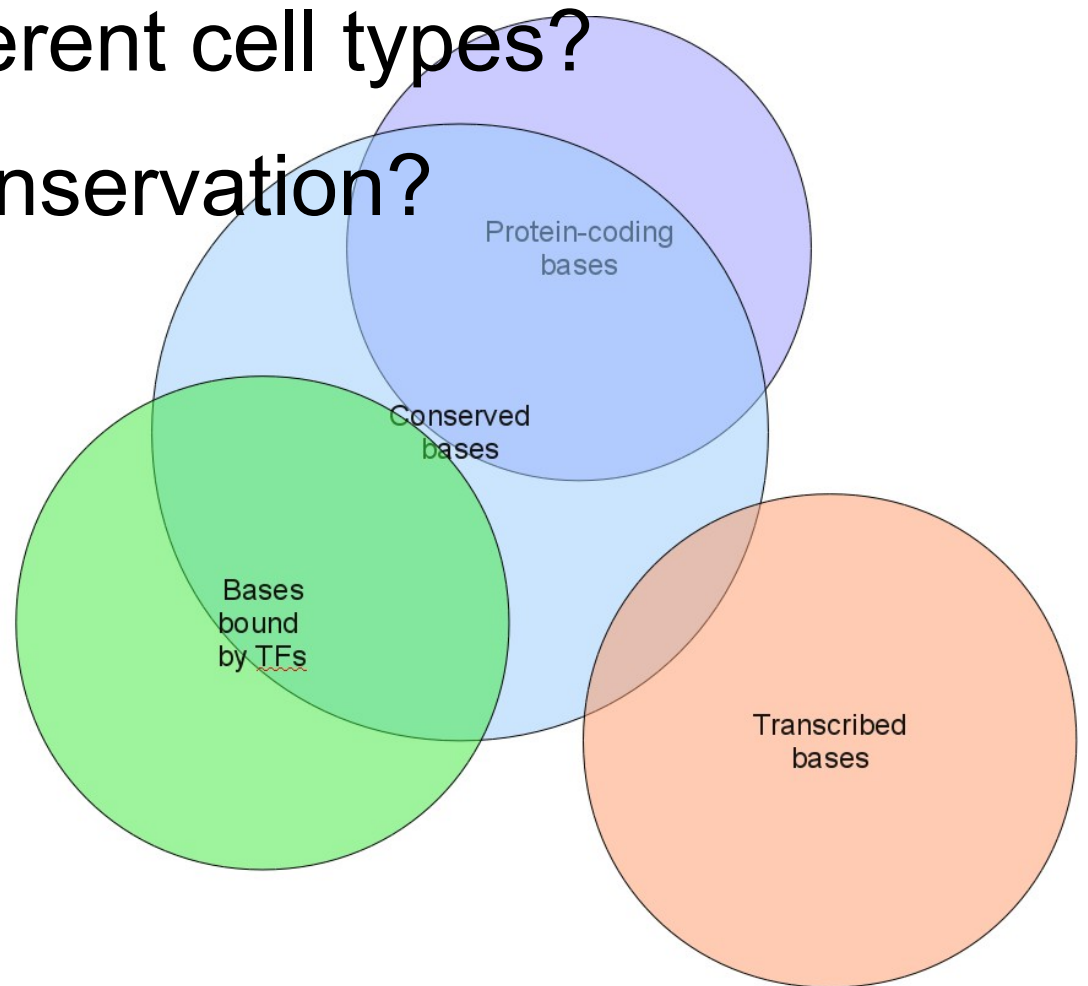 erent cell types?
nservation?
Protein-coding
bases
Conserved
bases
Bases
bound
by TFs
Transcribed
bases